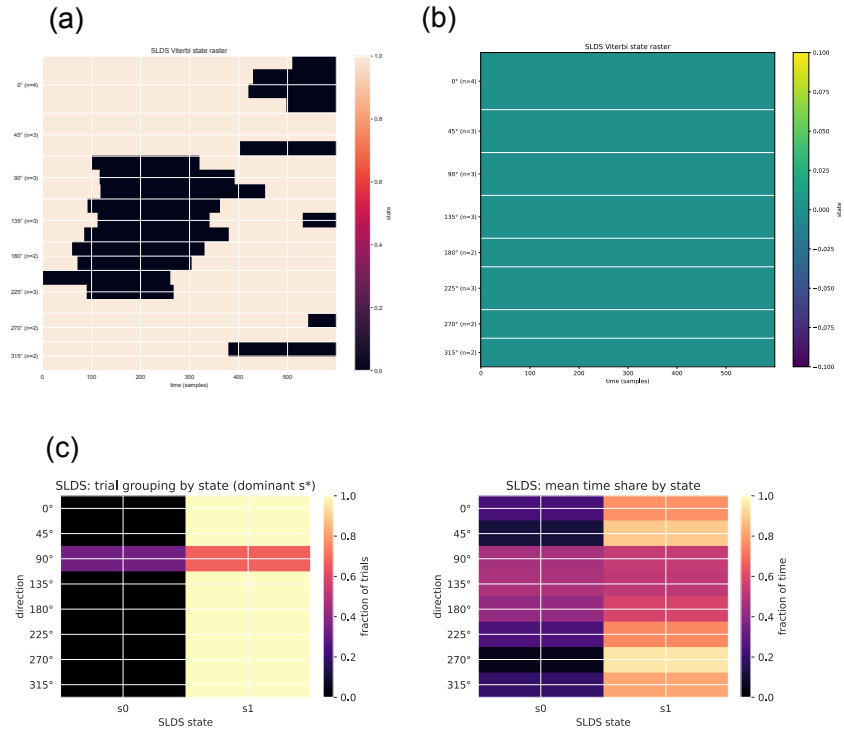 (a)
SLDS Viterbi state raster
0° (n=4)
45° (n=3)
90° (n=3)
135° (n=3)
180° (n=2)
225° (n=3)
270° (n=2)
315° (n=2)
0 100 200 300 400 500
time (samples)
1.0
0.8
0.6
0.4
0.2
0.0
state
(b)
SLDS Viterbi state raster
0° (n=4)
45° (n=3)
90° (n=3)
135° (n=3)
180° (n=2)
225° (n=3)
270° (n=2)
315° (n=2)
0 100 200 300 400 500
time (samples)
0.100
0.075
0.050
0.025
0.000
−0.025
−0.050
−0.075
−0.100
state
(c)
SLDS: trial grouping by state (dominant s*)
direction
0°
45°
90°
135°
180°
225°
270°
315°
s0 s1
SLDS state
1.0
0.8
0.6
0.4
0.2
0.0
fraction of trials
SLDS: mean time share by state
direction
0°
45°
90°
135°
180°
225°
270°
315°
s0 s1
SLDS state
1.0
0.8
0.6
0.4
0.2
0.0
fraction of time